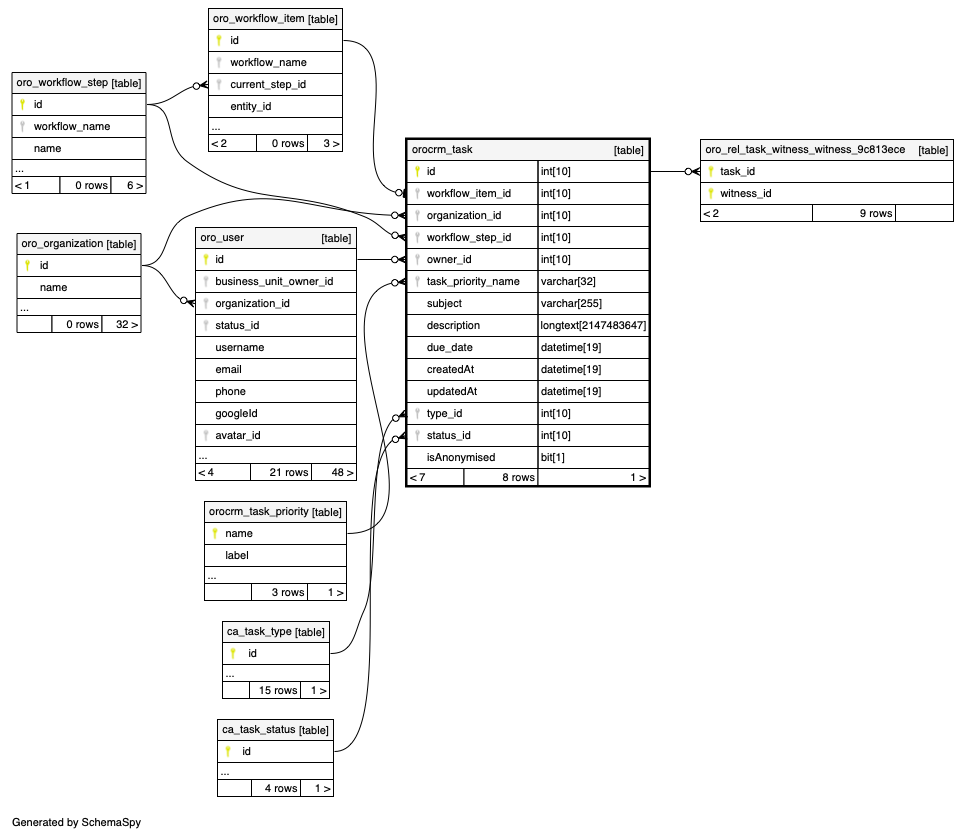 oro_workflow_item [table]
id
workflow_name
current_step_id
entity_id
...
< 2 0 rows 3 >
oro_workflow_step [table]
id
workflow_name
name
...
< 1 0 rows 6 >
oro_organization [table]
id
name
...
0 rows 32 >
oro_user [table]
id
business_unit_owner_id
organization_id
status_id
username
email
phone
googleId
avatar_id
...
< 4 21 rows 48 >
orocrm_task [table]
id int[10]
workflow_item_id int[10]
organization_id int[10]
workflow_step_id int[10]
owner_id int[10]
task_priority_name varchar[32]
subject varchar[255]
description longtext[2147483647]
due_date datetime[19]
createdAt datetime[19]
updatedAt datetime[19]
type_id int[10]
status_id int[10]
isAnonymised bit[1]
< 7 8 rows 1 >
oro_rel_task_witness_witness_9c813ece [table]
task_id
witness_id
< 2 9 rows
orocrm_task_priority [table]
name
label
...
3 rows 1 >
ca_task_type [table]
id
...
15 rows 1 >
ca_task_status [table]
id
...
4 rows 1 >
Generated by SchemaSpy